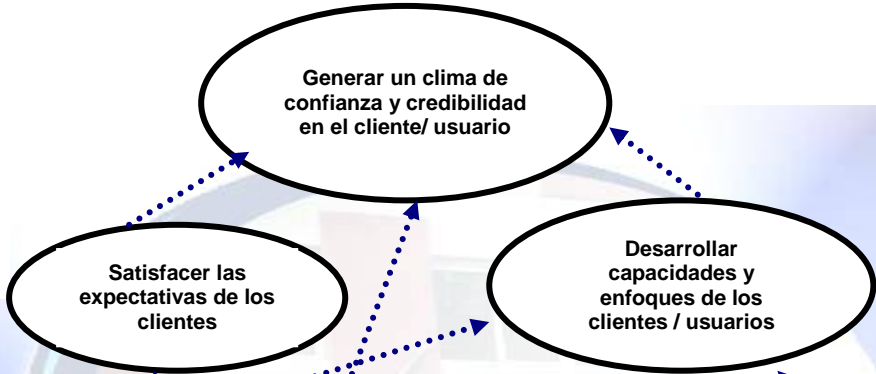 Generar un clima de
confianza y credibilidad
en el cliente/ usuario
Satisfacer las
expectativas de los
clientes
Desarrollar
capacidades y
enfoques de los
clientes / usuarios